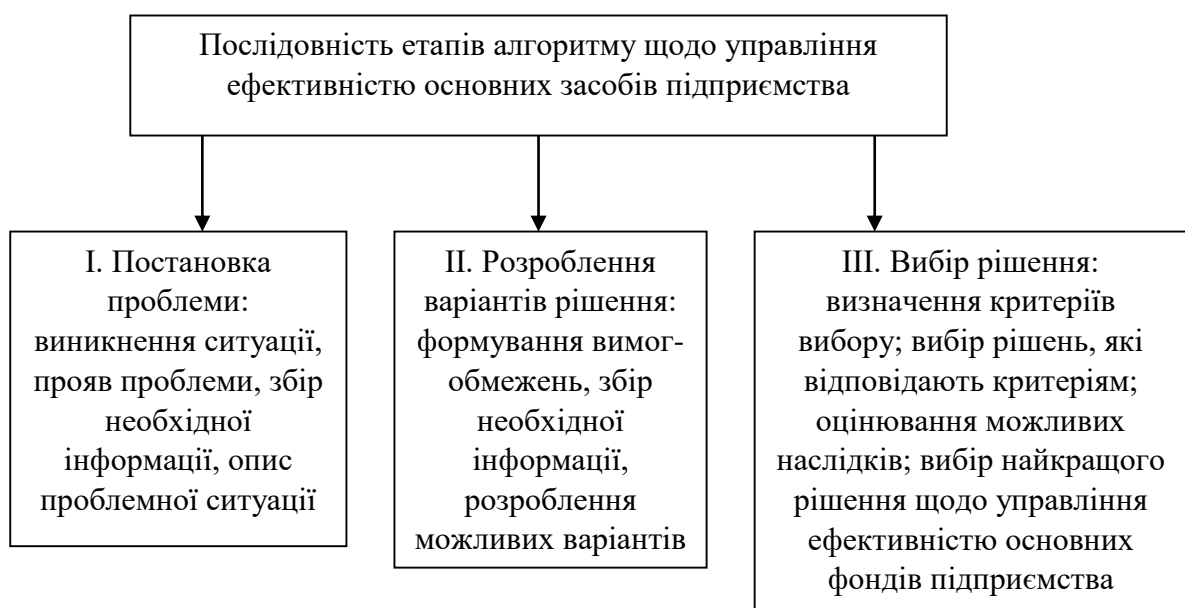 Послідовність етапів алгоритму щодо управління
ефективністю основних засобів підприємства
І. Постановка
проблеми:
виникнення ситуації,
прояв проблеми, збір
необхідної
інформації, опис
проблемної ситуації
ІІ. Розроблення
варіантів рішення:
формування вимог-
обмежень, збір
необхідної
інформації,
розроблення
можливих варіантів
ІІІ. Вибір рішення:
визначення критеріїв
вибору; вибір рішень, які
відповідають критеріям;
оцінювання можливих
наслідків; вибір найкращого
рішення щодо управління
ефективністю основних
фондів підприємства